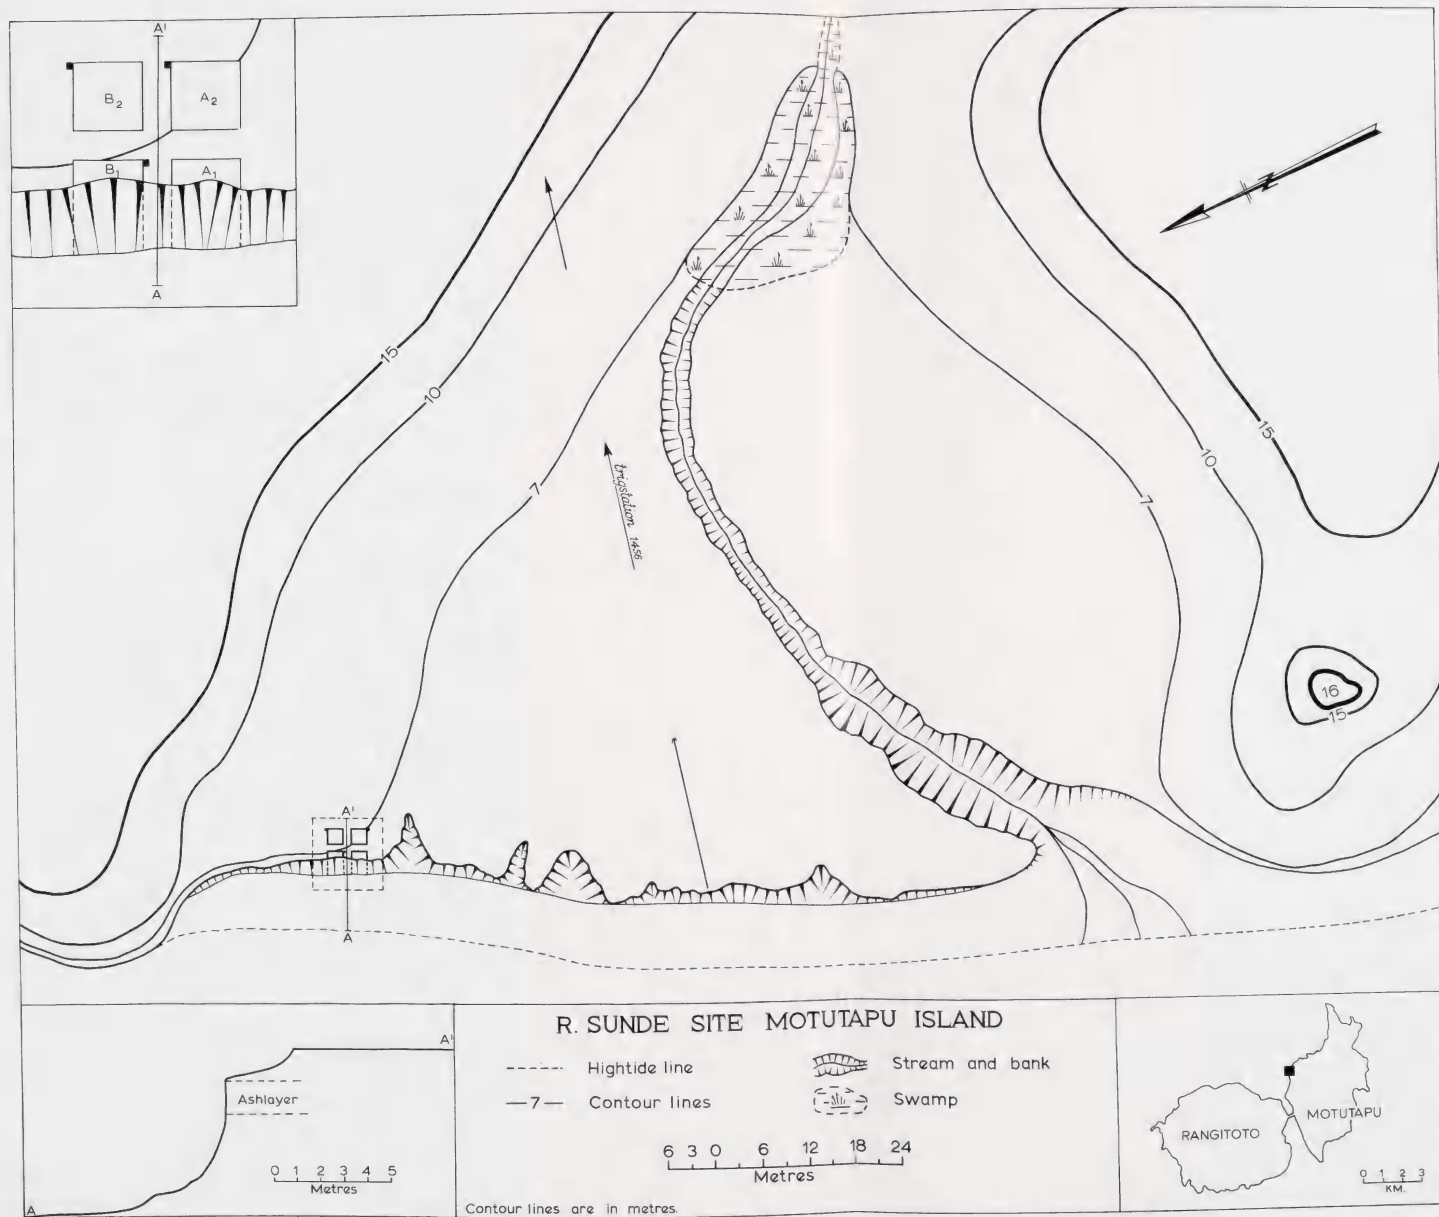 A'
B2
A2
B1
A1
A
15
10
7
trigstation 1456
15
10
7
16
15
A'
A
A'
Ashlayer
0 1 2 3 4 5
Metres
A
R. SUNDE SITE MOTUTAPU ISLAND
Hightide line
Stream and bank
7 Contour lines
Swamp
6 3 0 6 12 18 24
Metres
Contour lines are in metres.
RANGITOTO
MOTUTAPU
0 1 2 3
KM.